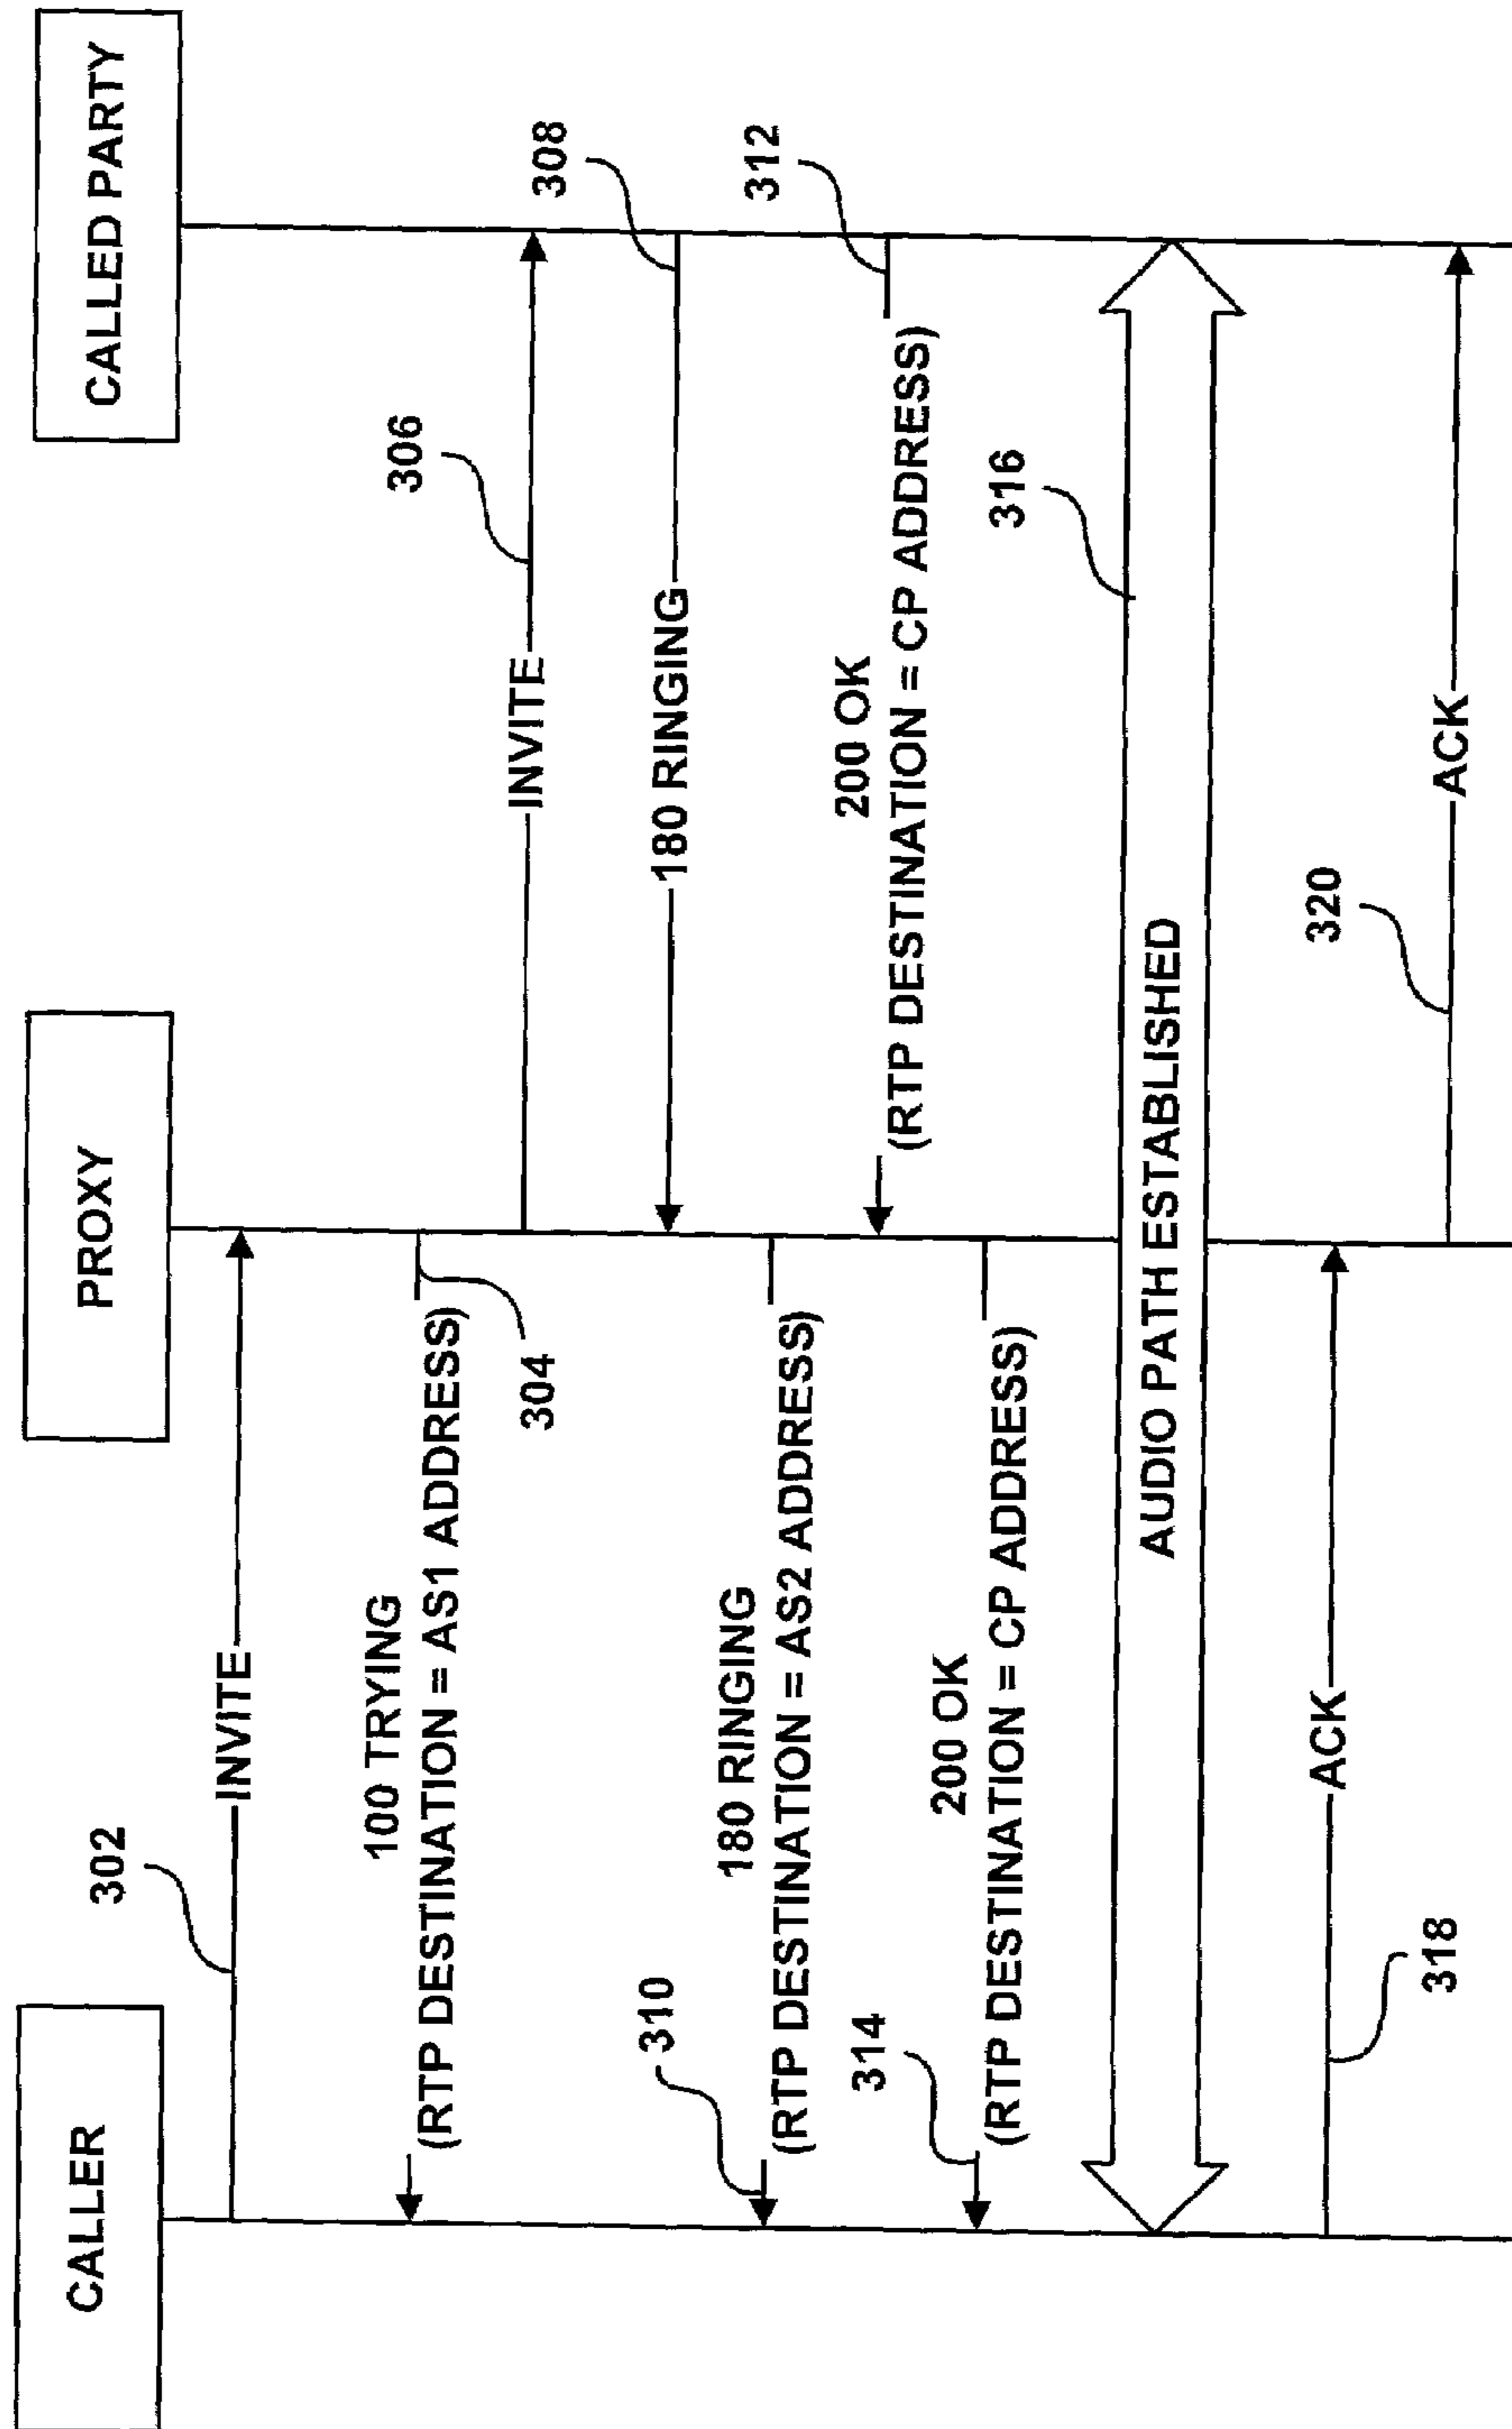 CALLER
PROXY
CALLED PARTY
302
INVITE
100 TRYING
(RTP DESTINATION = AS1 ADDRESS)
304
306
INVITE
308
180 RINGING
310
180 RINGING
(RTP DESTINATION = AS2 ADDRESS)
312
200 OK
(RTP DESTINATION = CP ADDRESS)
314
200 OK
(RTP DESTINATION = CP ADDRESS)
316
AUDIO PATH ESTABLISHED
ACK
318
320
ACK